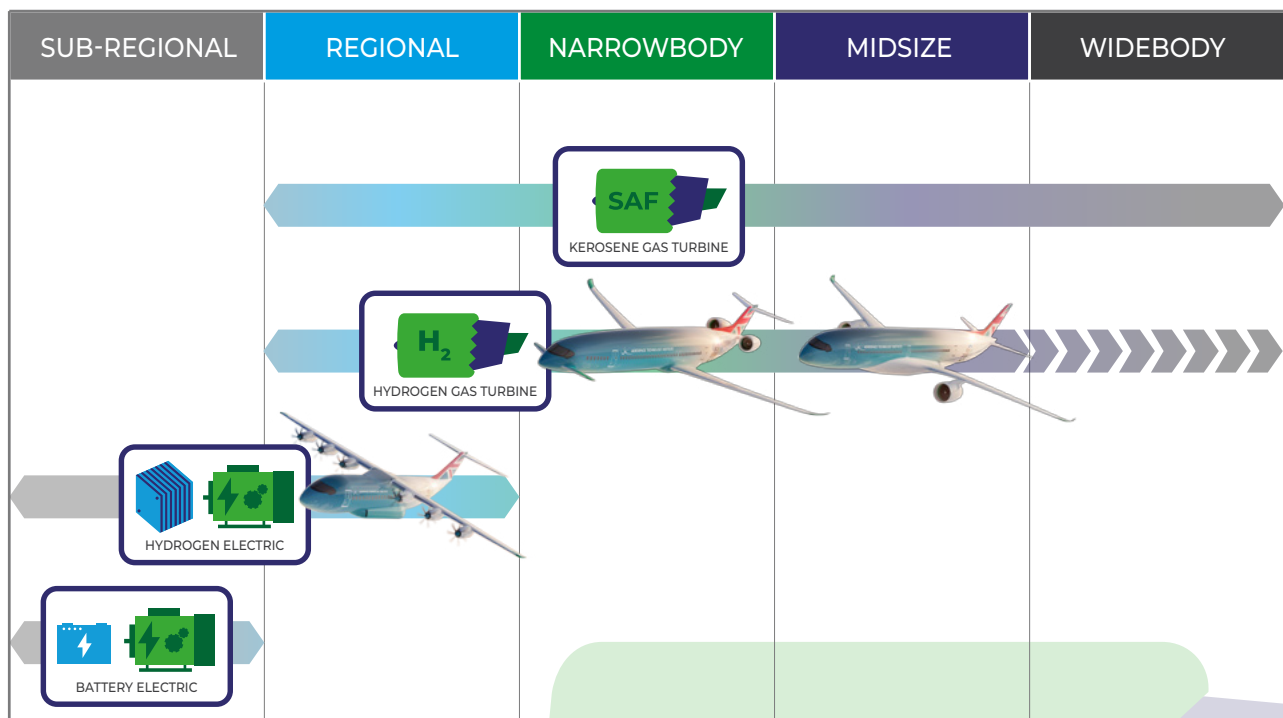 SUB-REGIONAL
REGIONAL
NARROWBODY
MIDSIZE
WIDEBODY
SAF
KEROSENE GAS TURBINE
H₂
HYDROGEN GAS TURBINE
HYDROGEN ELECTRIC
BATTERY ELECTRIC